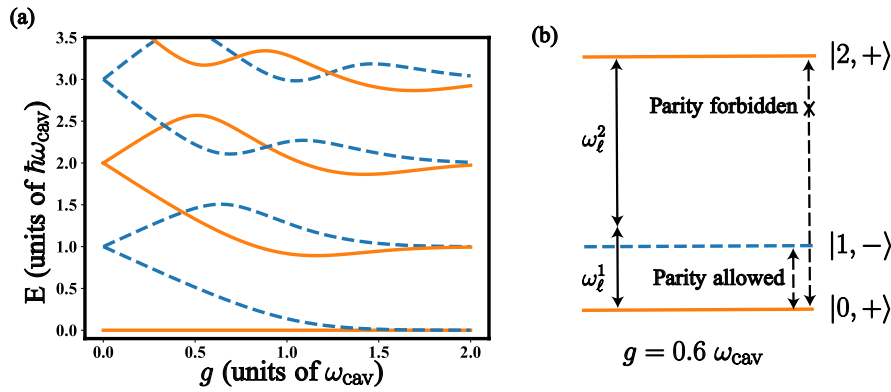 (a)
3.5
3.0
2.5
2.0
1.5
1.0
0.5
0.0
E (units of ℏω_cav)
0.0 0.5 1.0 1.5 2.0
g (units of ω_cav)
(b)
|2, +⟩
Parity forbidden
ω_ℓ^2
|1, −⟩
ω_ℓ^1
Parity allowed
|0, +⟩
g = 0.6 ω_cav